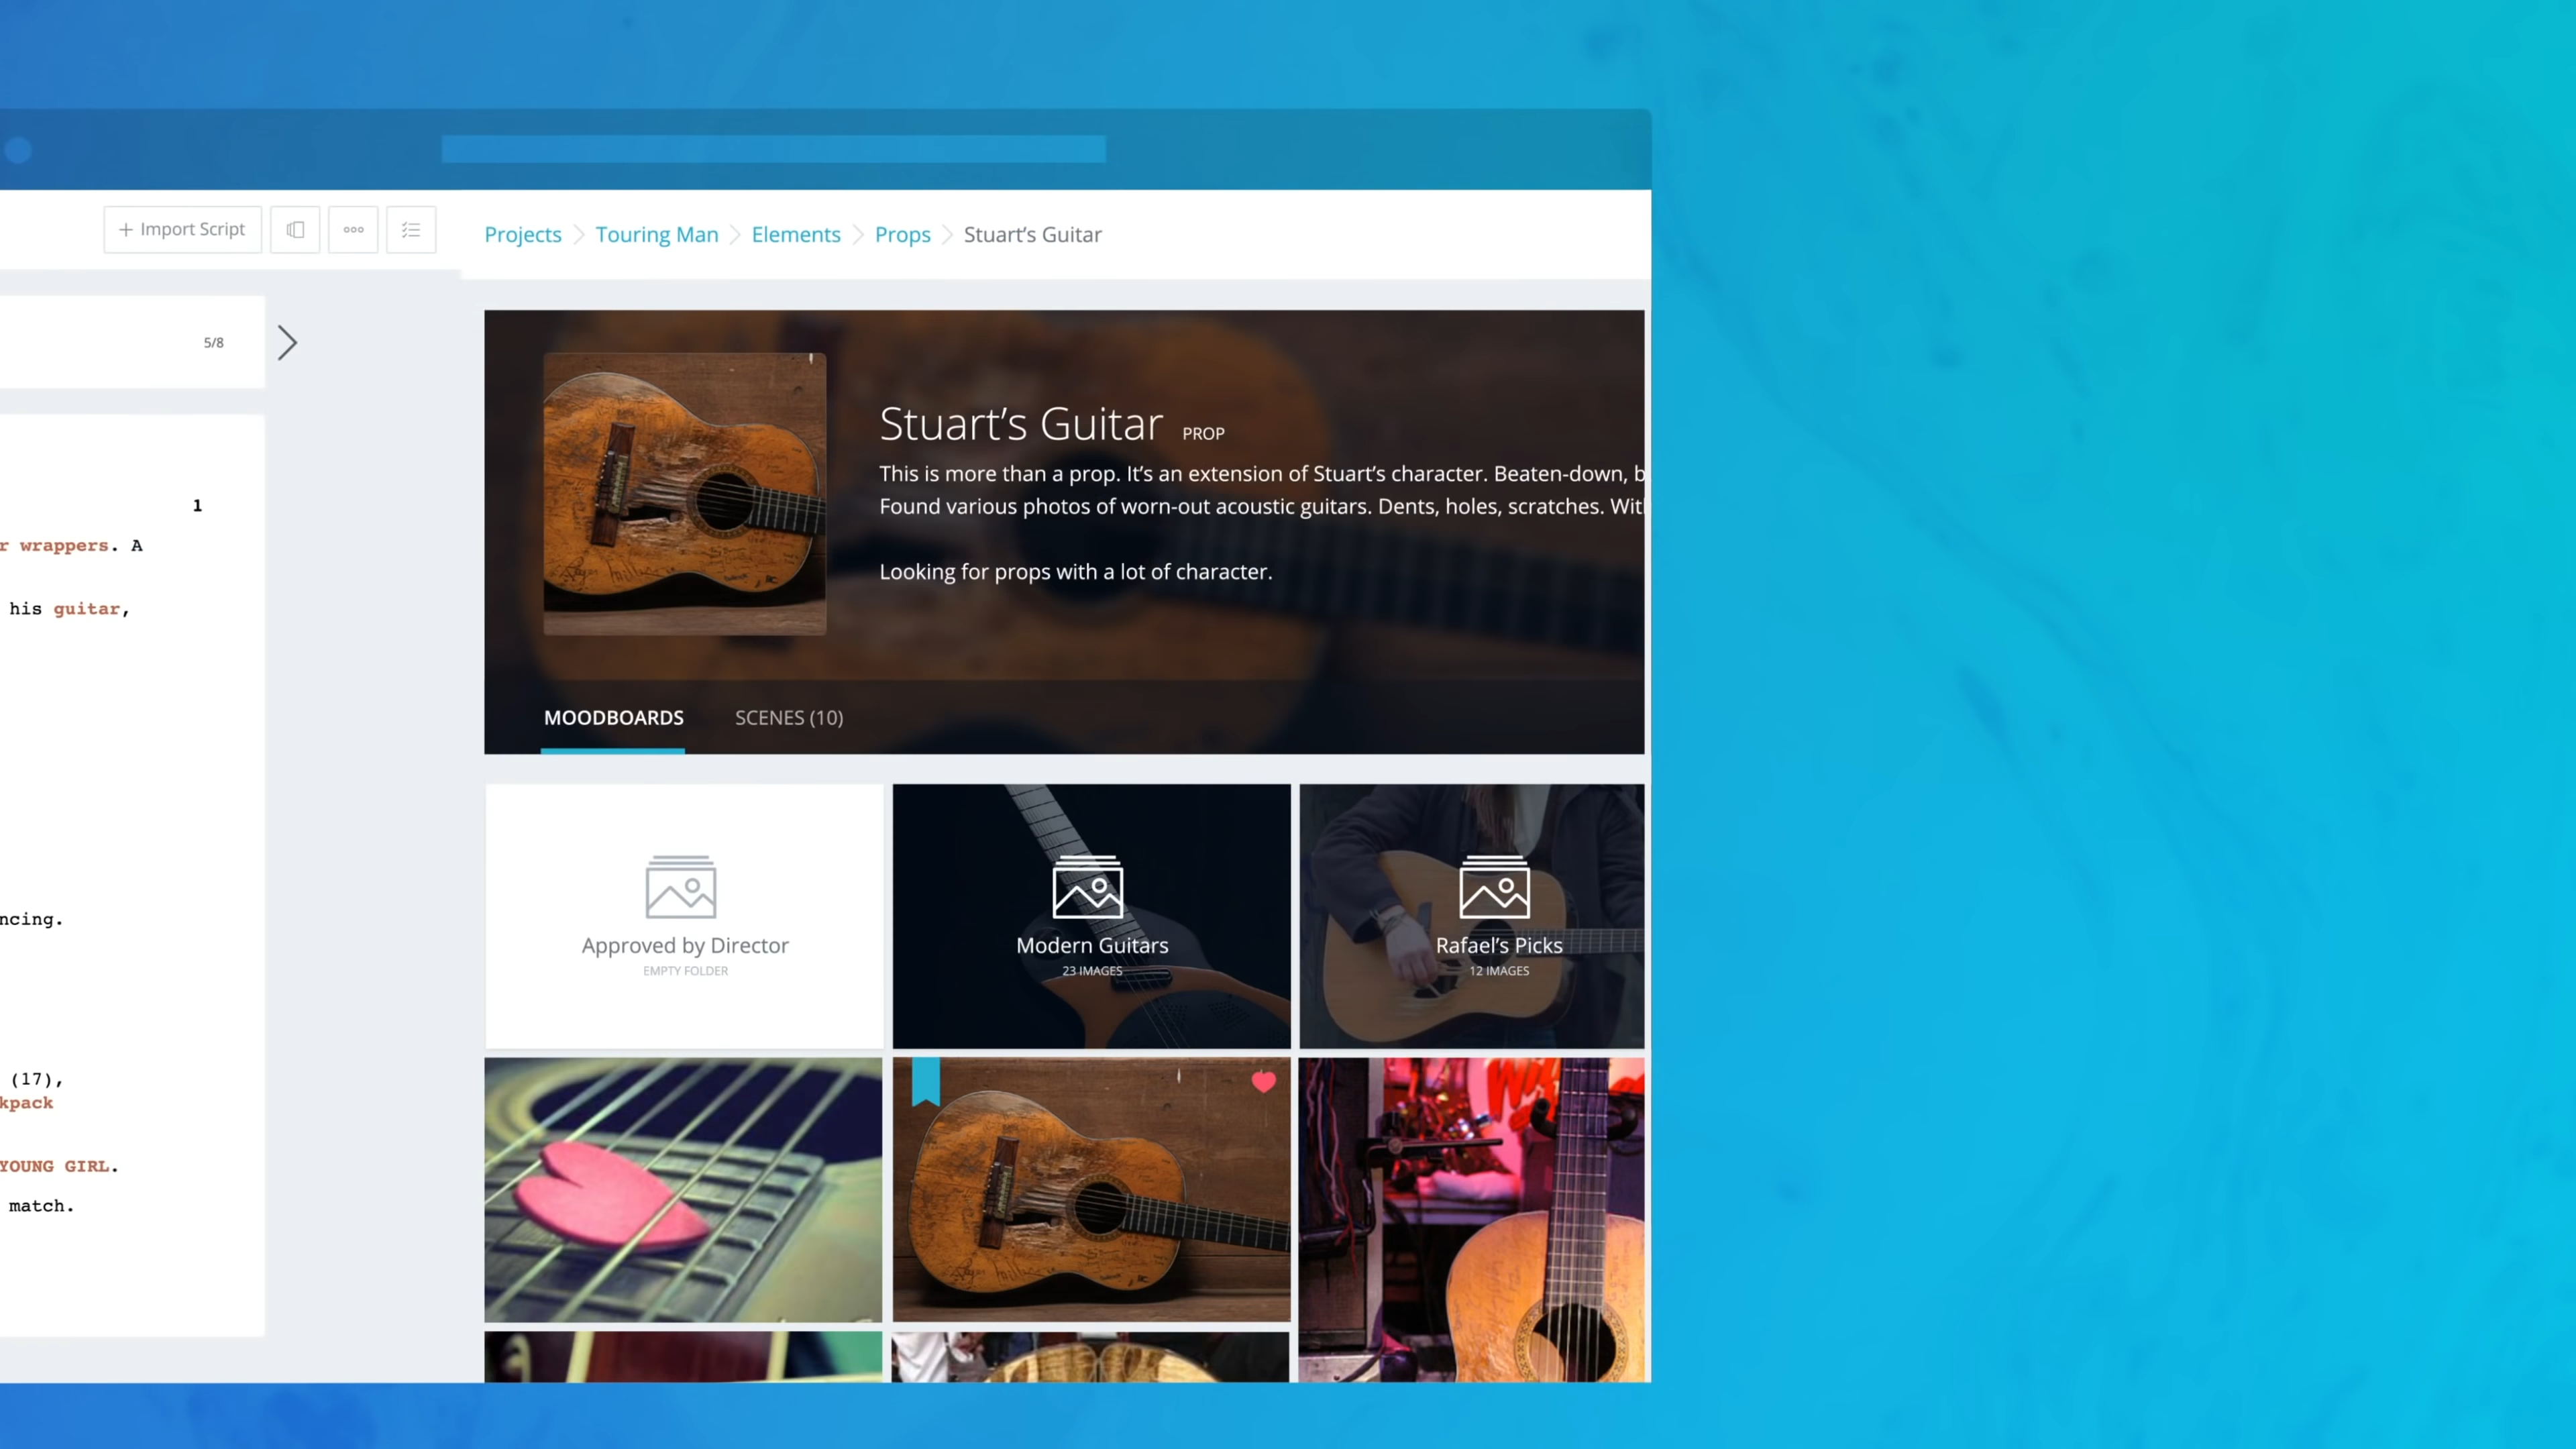 + Import Script
Projects > Touring Man > Elements > Props > Stuart's Guitar
5/8
1
wrappers. A
his guitar,
(17),
YOUNG GIRL.
match.
Stuart's Guitar PROP
This is more than a prop. It's an extension of Stuart's character. Beaten-down,
Found various photos of worn-out acoustic guitars. Dents, holes, scratches.
Looking for props with a lot of character.
MOODBOARDS SCENES (10)
Approved by Director
EMPTY FOLDER
Modern Guitars
23 IMAGES
Rafael's Picks
12 IMAGES